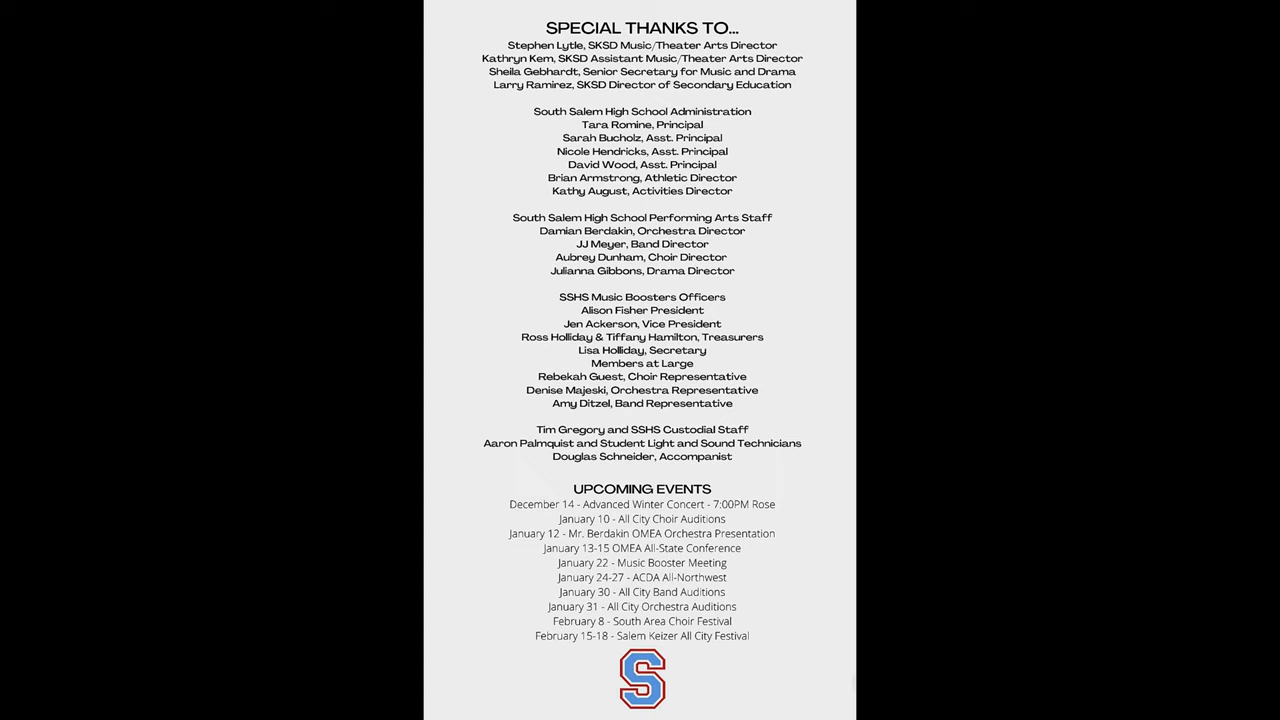 SPECIAL THANKS TO...
Stephen Lytle, SKSD Music/Theater Arts Director
Kathryn Kem, SKSD Assistant Music/Theater Arts Director
Sheila Gebhardt, Senior Secretary for Music and Drama
Larry Ramirez, SKSD Director of Secondary Education
South Salem High School Administration
Tara Romine, Principal
Sarah Bucholz, Asst. Principal
Nicole Hendricks, Asst. Principal
David Wood, Asst. Principal
Brian Armstrong, Athletic Director
Kathy August, Activities Director
South Salem High School Performing Arts Staff
Damian Berdakin, Orchestra Director
JJ Meyer, Band Director
Aubrey Dunham, Choir Director
Julianna Gibbons, Drama Director
SSHS Music Boosters Officers
Alison Fisher President
Jen Ackerson, Vice President
Ross Holliday & Tiffany Hamilton, Treasurers
Lisa Holliday, Secretary
Members at Large
Rebekah Guest, Choir Representative
Denise Majeski, Orchestra Representative
Amy Ditzel, Band Representative
Tim Gregory and SSHS Custodial Staff
Aaron Palmquist and Student Light and Sound Technicians
Douglas Schneider, Accompanist
UPCOMING EVENTS
December 14 - Advanced Winter Concert - 7:00PM Rose
January 10 - All City Choir Auditions
January 12 - Mr. Berdakin OMEA Orchestra Presentation
January 13-15 OMEA All-State Conference
January 22 - Music Booster Meeting
January 24-27 - ACDA All-Northwest
January 30 - All City Band Auditions
January 31 - All City Orchestra Auditions
February 8 - South Area Choir Festival
February 15-18 - Salem Keizer All City Festival
S